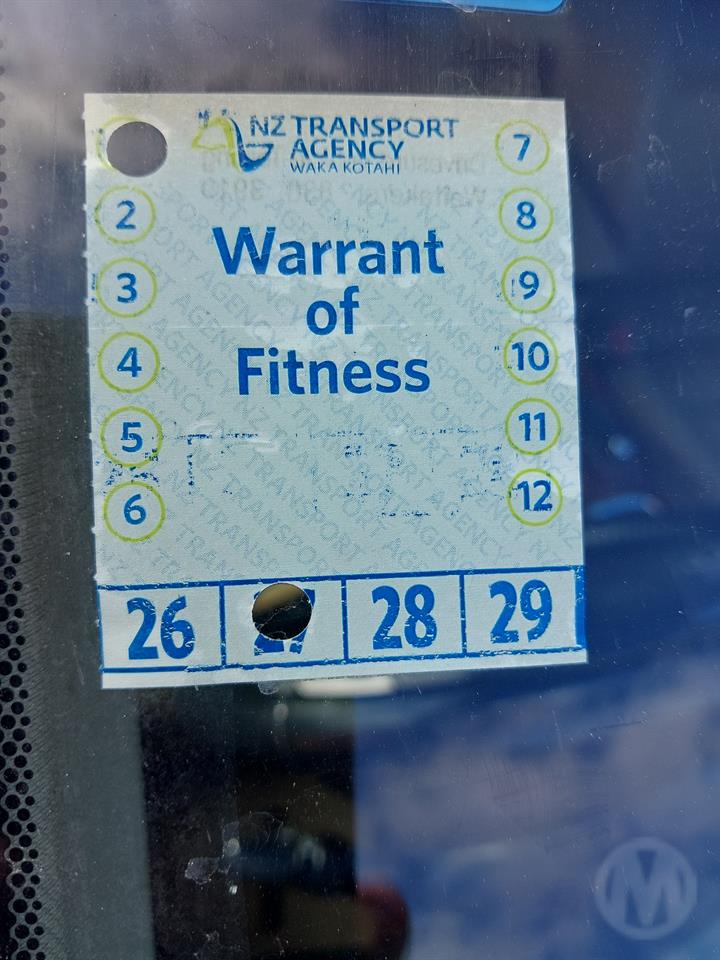 NZ TRANSPORT
AGENCY
WAKA KOTAHI
Warrant
of
Fitness
2
3
4
5
6
7
8
9
10
11
12
26
28
29
M